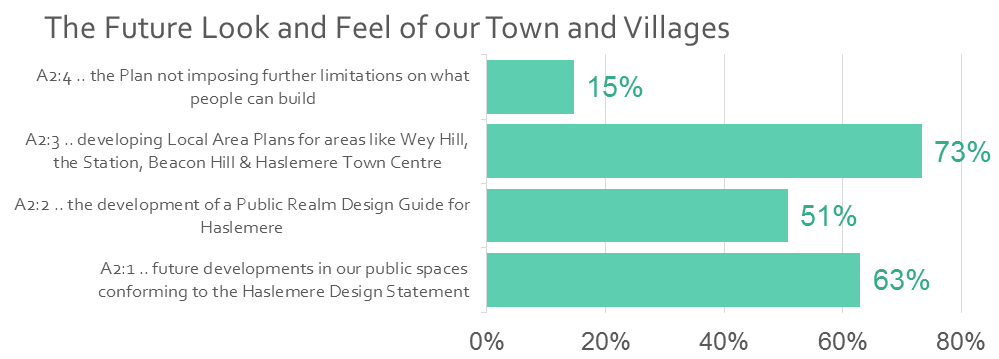 The Future Look and Feel of our Town and Villages
A2:4 .. the Plan not imposing further limitations on what
people can build
15%
A2:3 .. developing Local Area Plans for areas like Wey Hill,
the Station, Beacon Hill & Haslemere Town Centre
73%
A2:2 .. the development of a Public Realm Design Guide for
Haslemere
51%
A2:1 .. future developments in our public spaces
conforming to the Haslemere Design Statement
63%
0% 20% 40% 60% 80%